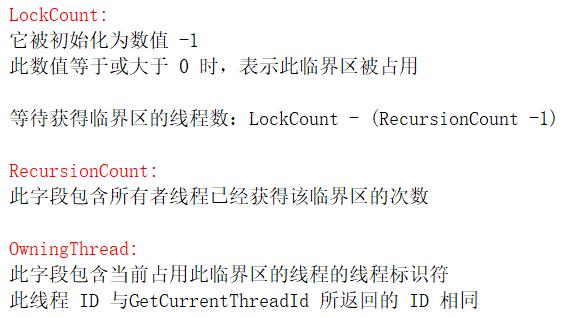 LockCount:
它被初始化为数值 -1
此数值等于或大于 0 时，表示此临界区被占用
等待获得临界区的线程数：LockCount - (RecursionCount -1)
RecursionCount:
此字段包含所有者线程已经获得该临界区的次数
OwningThread:
此字段包含当前占用此临界区的线程的线程标识符
此线程 ID 与GetCurrentThreadId 所返回的 ID 相同